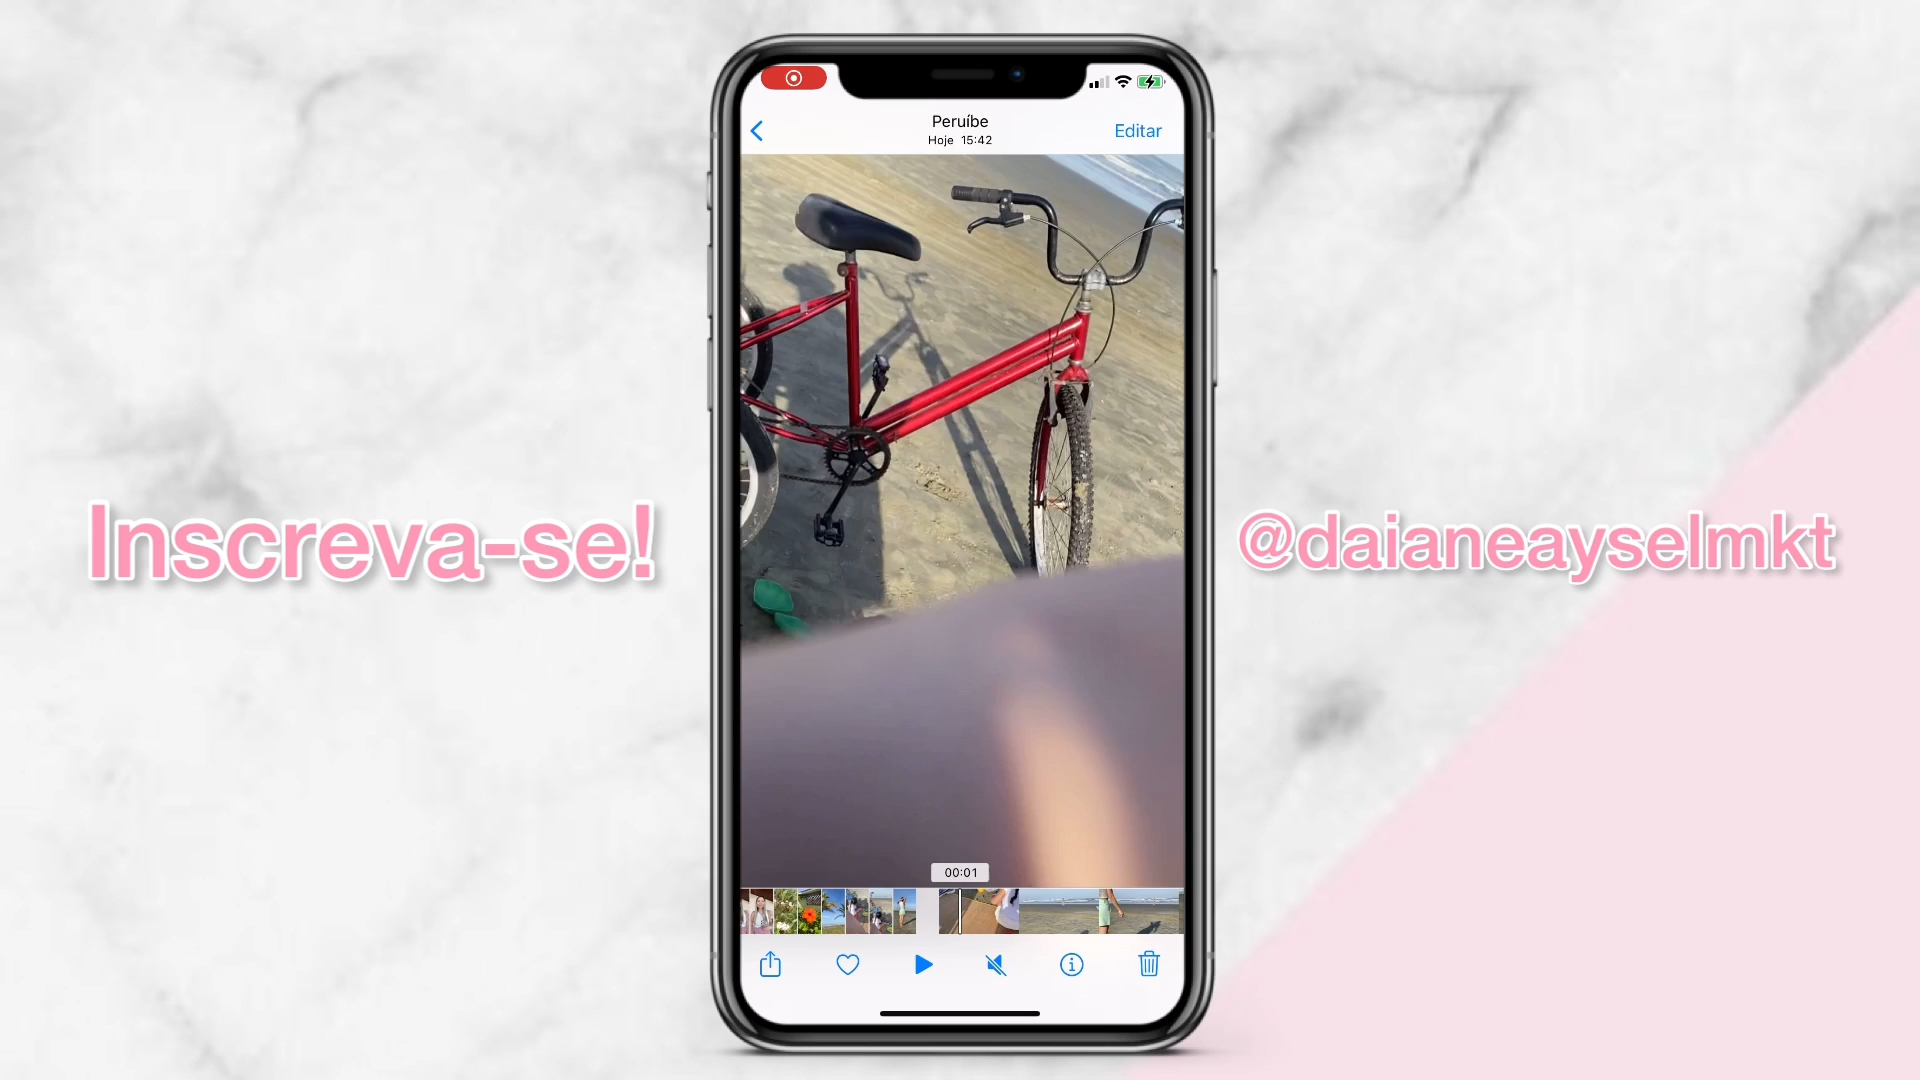 Peruíbe
Hoje 15:42
Editar
Inscreva-se!
@daianeayselmkt
00:01